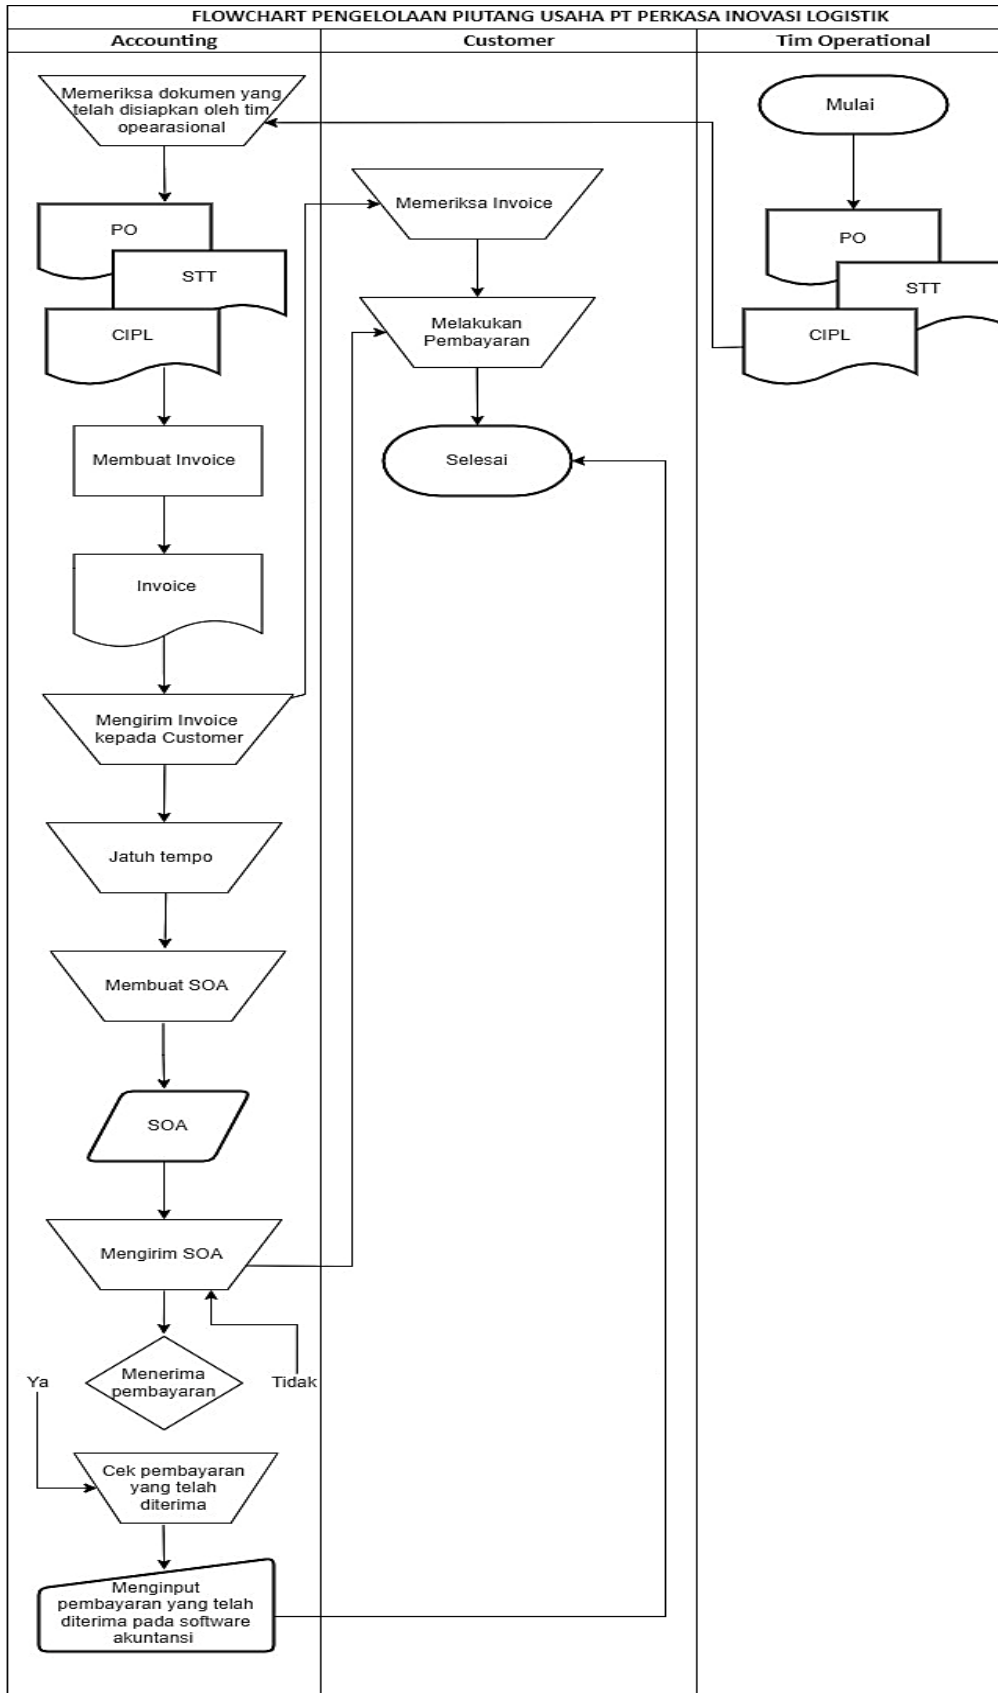 FLOWCHART PENGELOLAAN PIUTANG USAHA PT PERKASA INOVASI LOGISTIK
Accounting
Customer
Tim Operational
Memeriksa dokumen yang
telah disiapkan oleh tim
opearasional
PO
STT
CIPL
Membuat Invoice
Invoice
Mengirim Invoice
kepada Customer
Jatuh tempo
Membuat SOA
SOA
Mengirim SOA
Menerima
pembayaran
Ya
Tidak
Cek pembayaran
yang telah
diterima
Menginput
pembayaran yang telah
diterima pada software
akuntansi
Memeriksa Invoice
Melakukan
Pembayaran
Selesai
Mulai
PO
STT
CIPL